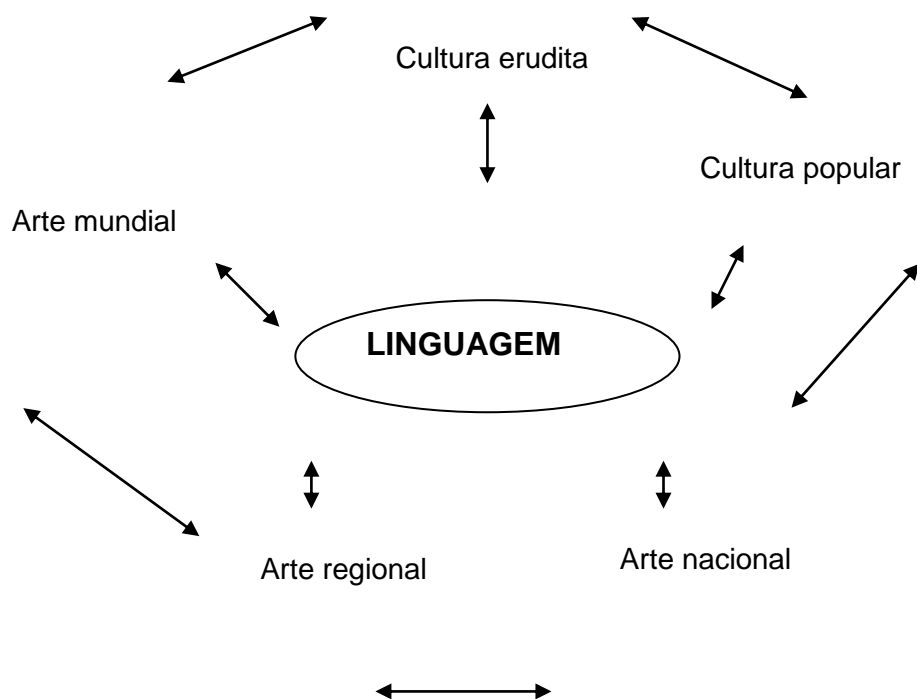 Cultura erudita
Cultura popular
Arte mundial
LINGUAGEM
Arte regional
Arte nacional